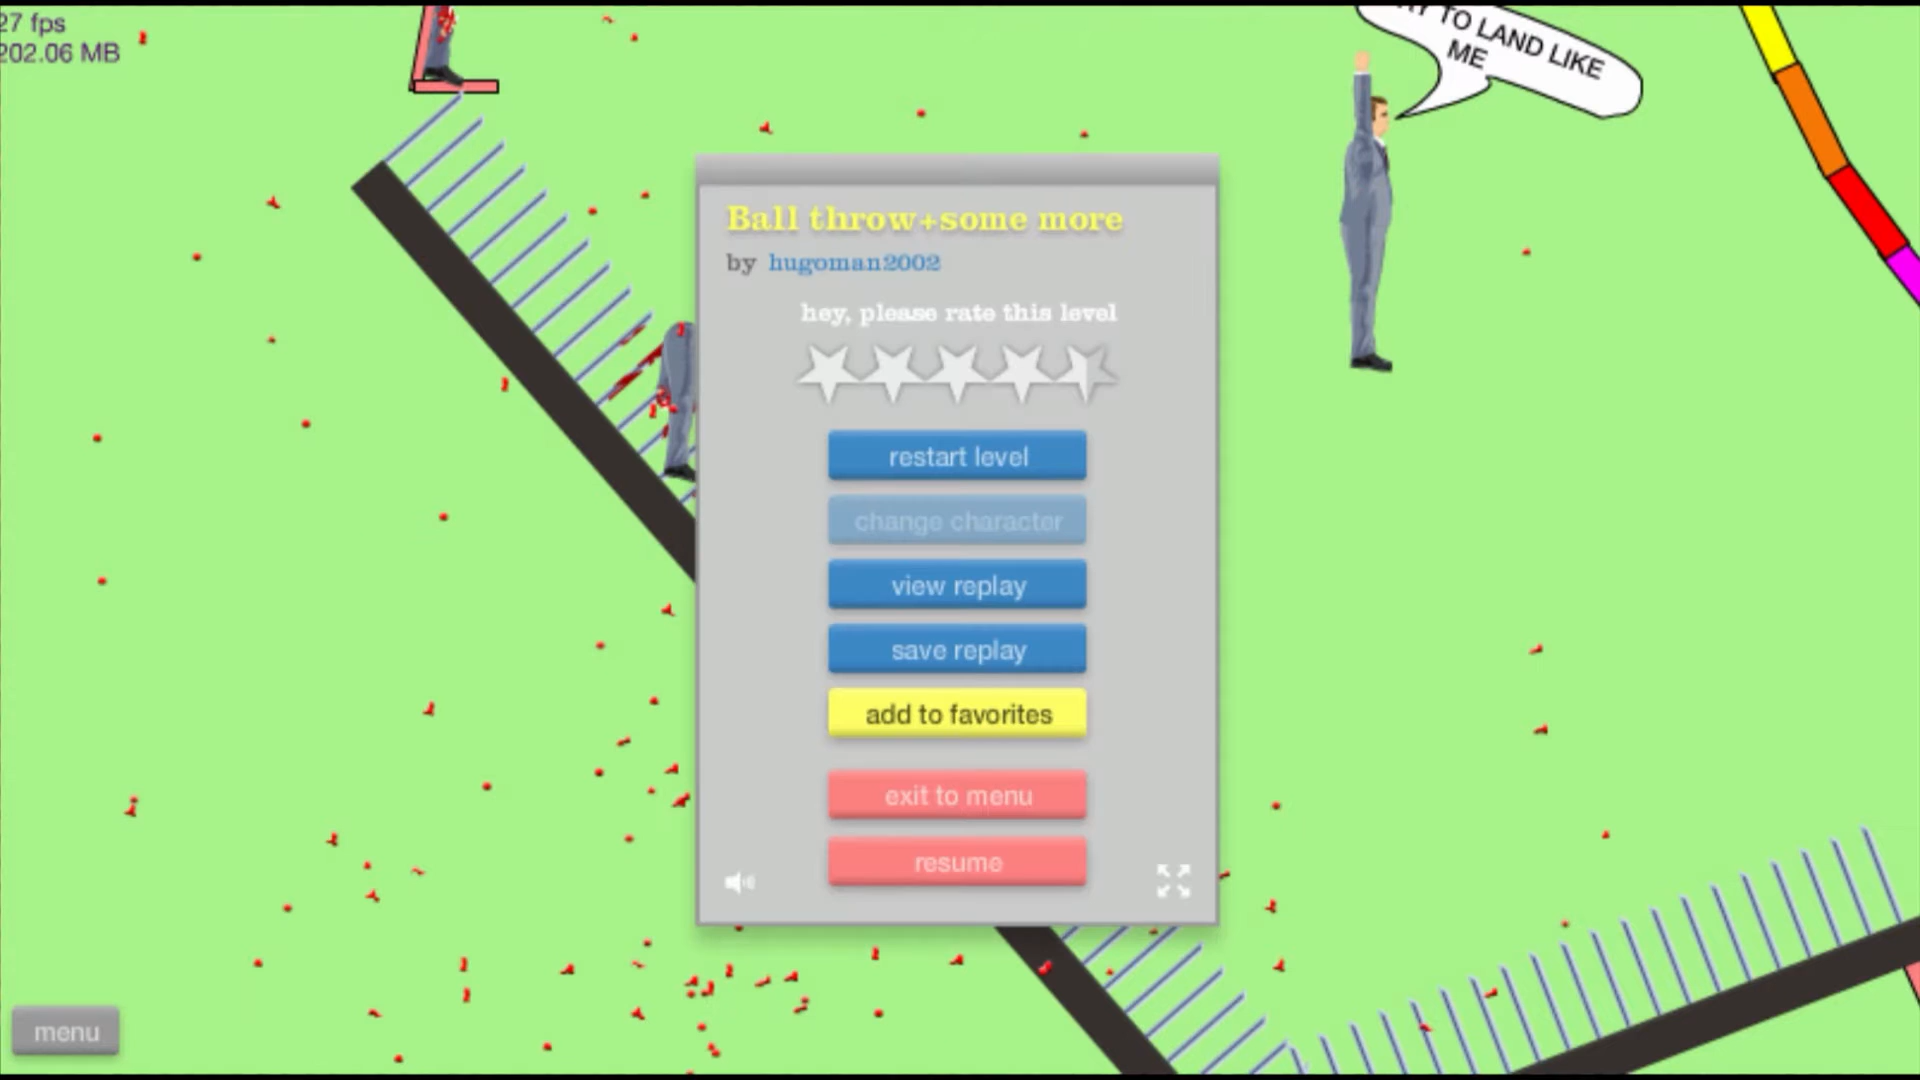 27 fps
202.06 MB
TO LAND LIKE
ME
Ball throw+some more
by hugoman2002
hey, please rate this level
restart level
change character
view replay
save replay
add to favorites
exit to menu
resume
menu